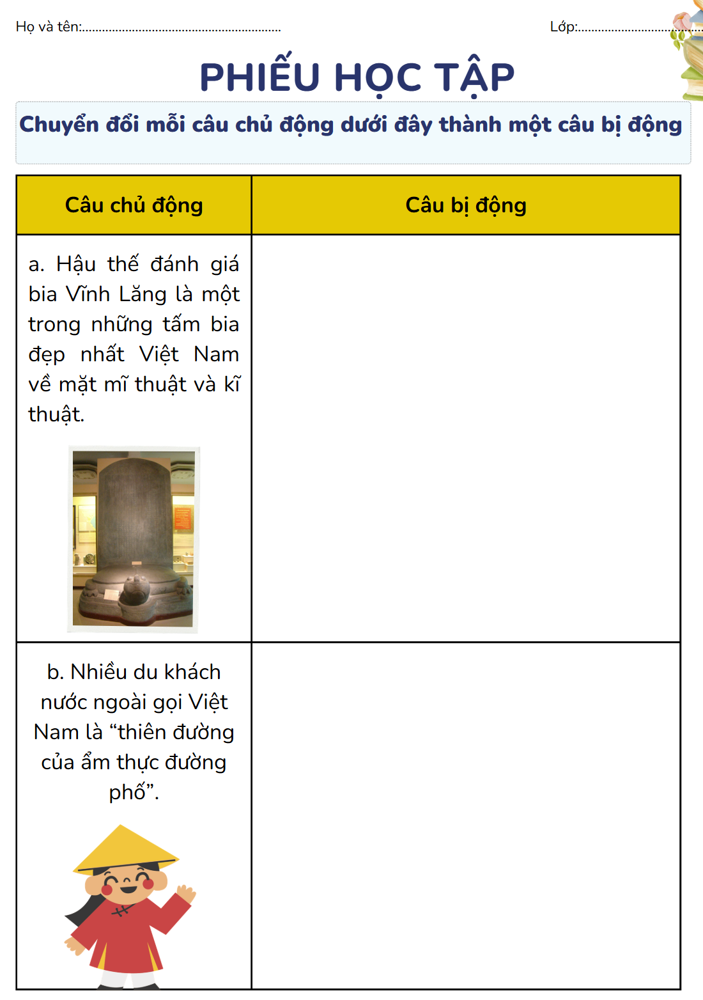 Họ và tên:............................................................ Lớp:......................................
PHIẾU HỌC TẬP
Chuyển đổi mỗi câu chủ động dưới đây thành một câu bị động
Câu chủ động
Câu bị động
a. Hậu thế đánh giá
bia Vĩnh Lăng là một
trong những tấm bia
đẹp nhất Việt Nam
về mặt mĩ thuật và kĩ
thuật.
b. Nhiều du khách
nước ngoài gọi Việt
Nam là “thiên đường
của ẩm thực đường
phố”.